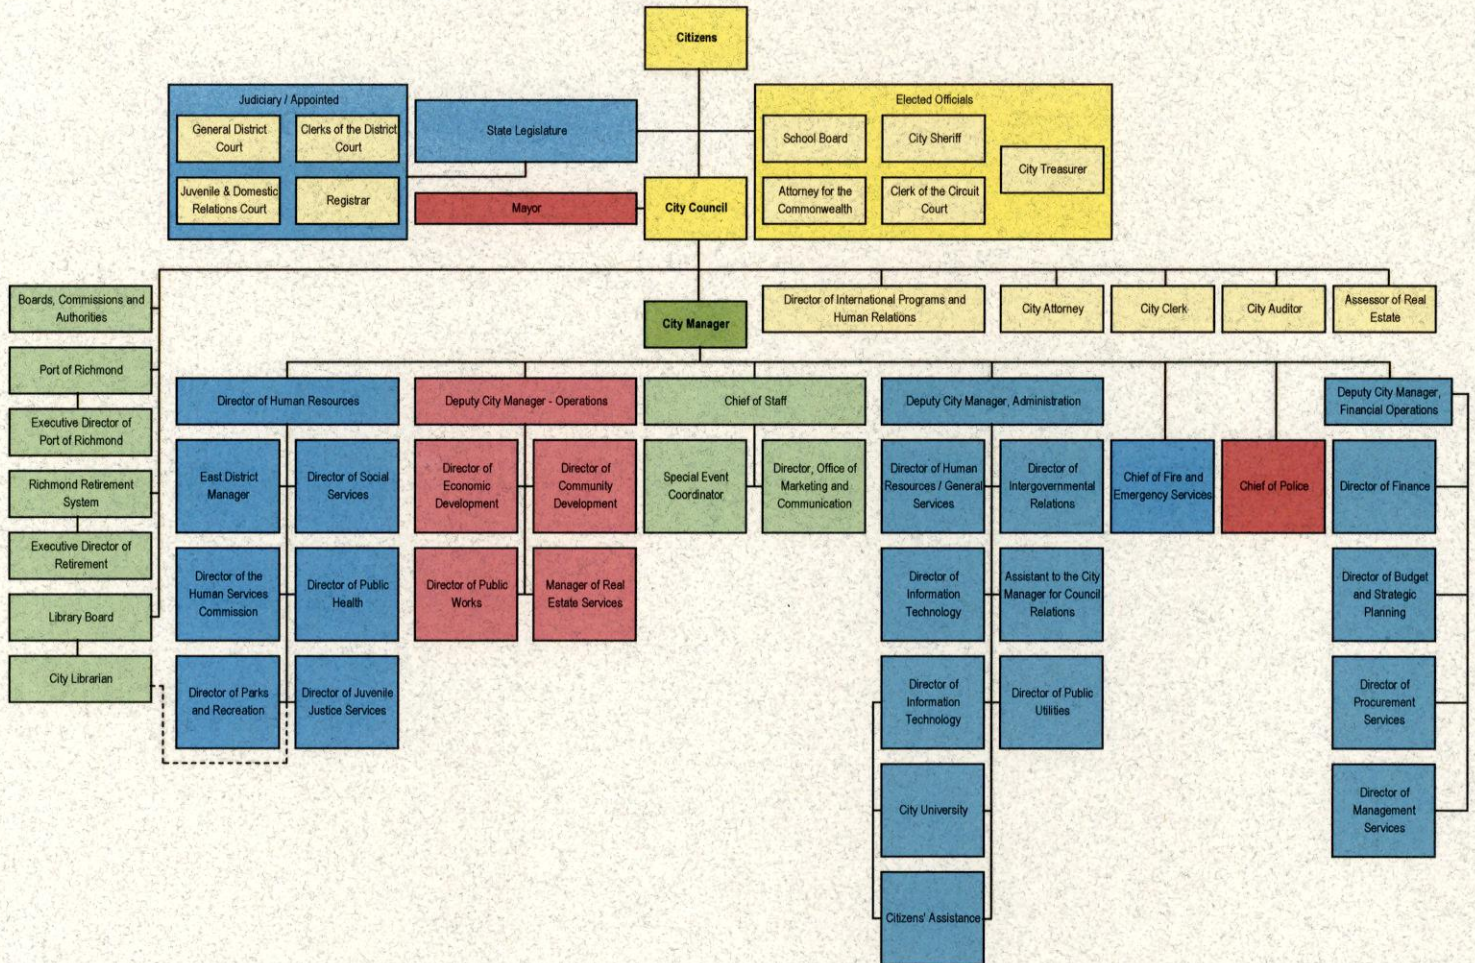 Citizens
Judiciary / Appointed
General District
Court
Clerks of the District
Court
Juvenile & Domestic
Relations Court
Registrar
State Legislature
Mayor
City Council
Elected Officials
School Board
City Sheriff
City Treasurer
Attorney for the
Commonwealth
Clerk of the Circuit
Court
Boards, Commissions and
Authorities
Port of Richmond
Executive Director of
Port of Richmond
Richmond Retirement
System
Executive Director of
Retirement
Library Board
City Librarian
City Manager
Director of International Programs and
Human Relations
City Attorney
City Clerk
City Auditor
Assessor of Real
Estate
Director of Human Resources
East District
Manager
Director of Social
Services
Director of the
Human Services
Commission
Director of Public
Health
Director of Parks
and Recreation
Director of Juvenile
Justice Services
Deputy City Manager - Operations
Director of
Economic
Development
Director of
Community
Development
Director of Public
Works
Manager of Real
Estate Services
Chief of Staff
Special Event
Coordinator
Director, Office of
Marketing and
Communication
Deputy City Manager, Administration
Director of Human
Resources / General
Services
Director of
Intergovernmental
Relations
Director of
Information
Technology
Assistant to the City
Manager for Council
Relations
Director of
Information
Technology
Director of Public
Utilities
City University
Citizens' Assistance
Chief of Fire and
Emergency Services
Chief of Police
Deputy City Manager,
Financial Operations
Director of Finance
Director of Budget
and Strategic
Planning
Director of
Procurement
Services
Director of
Management
Services